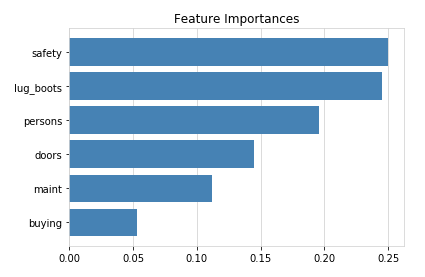 Feature Importances
safety
lug_boots
persons
doors
maint
buying
0.00 0.05 0.10 0.15 0.20 0.25